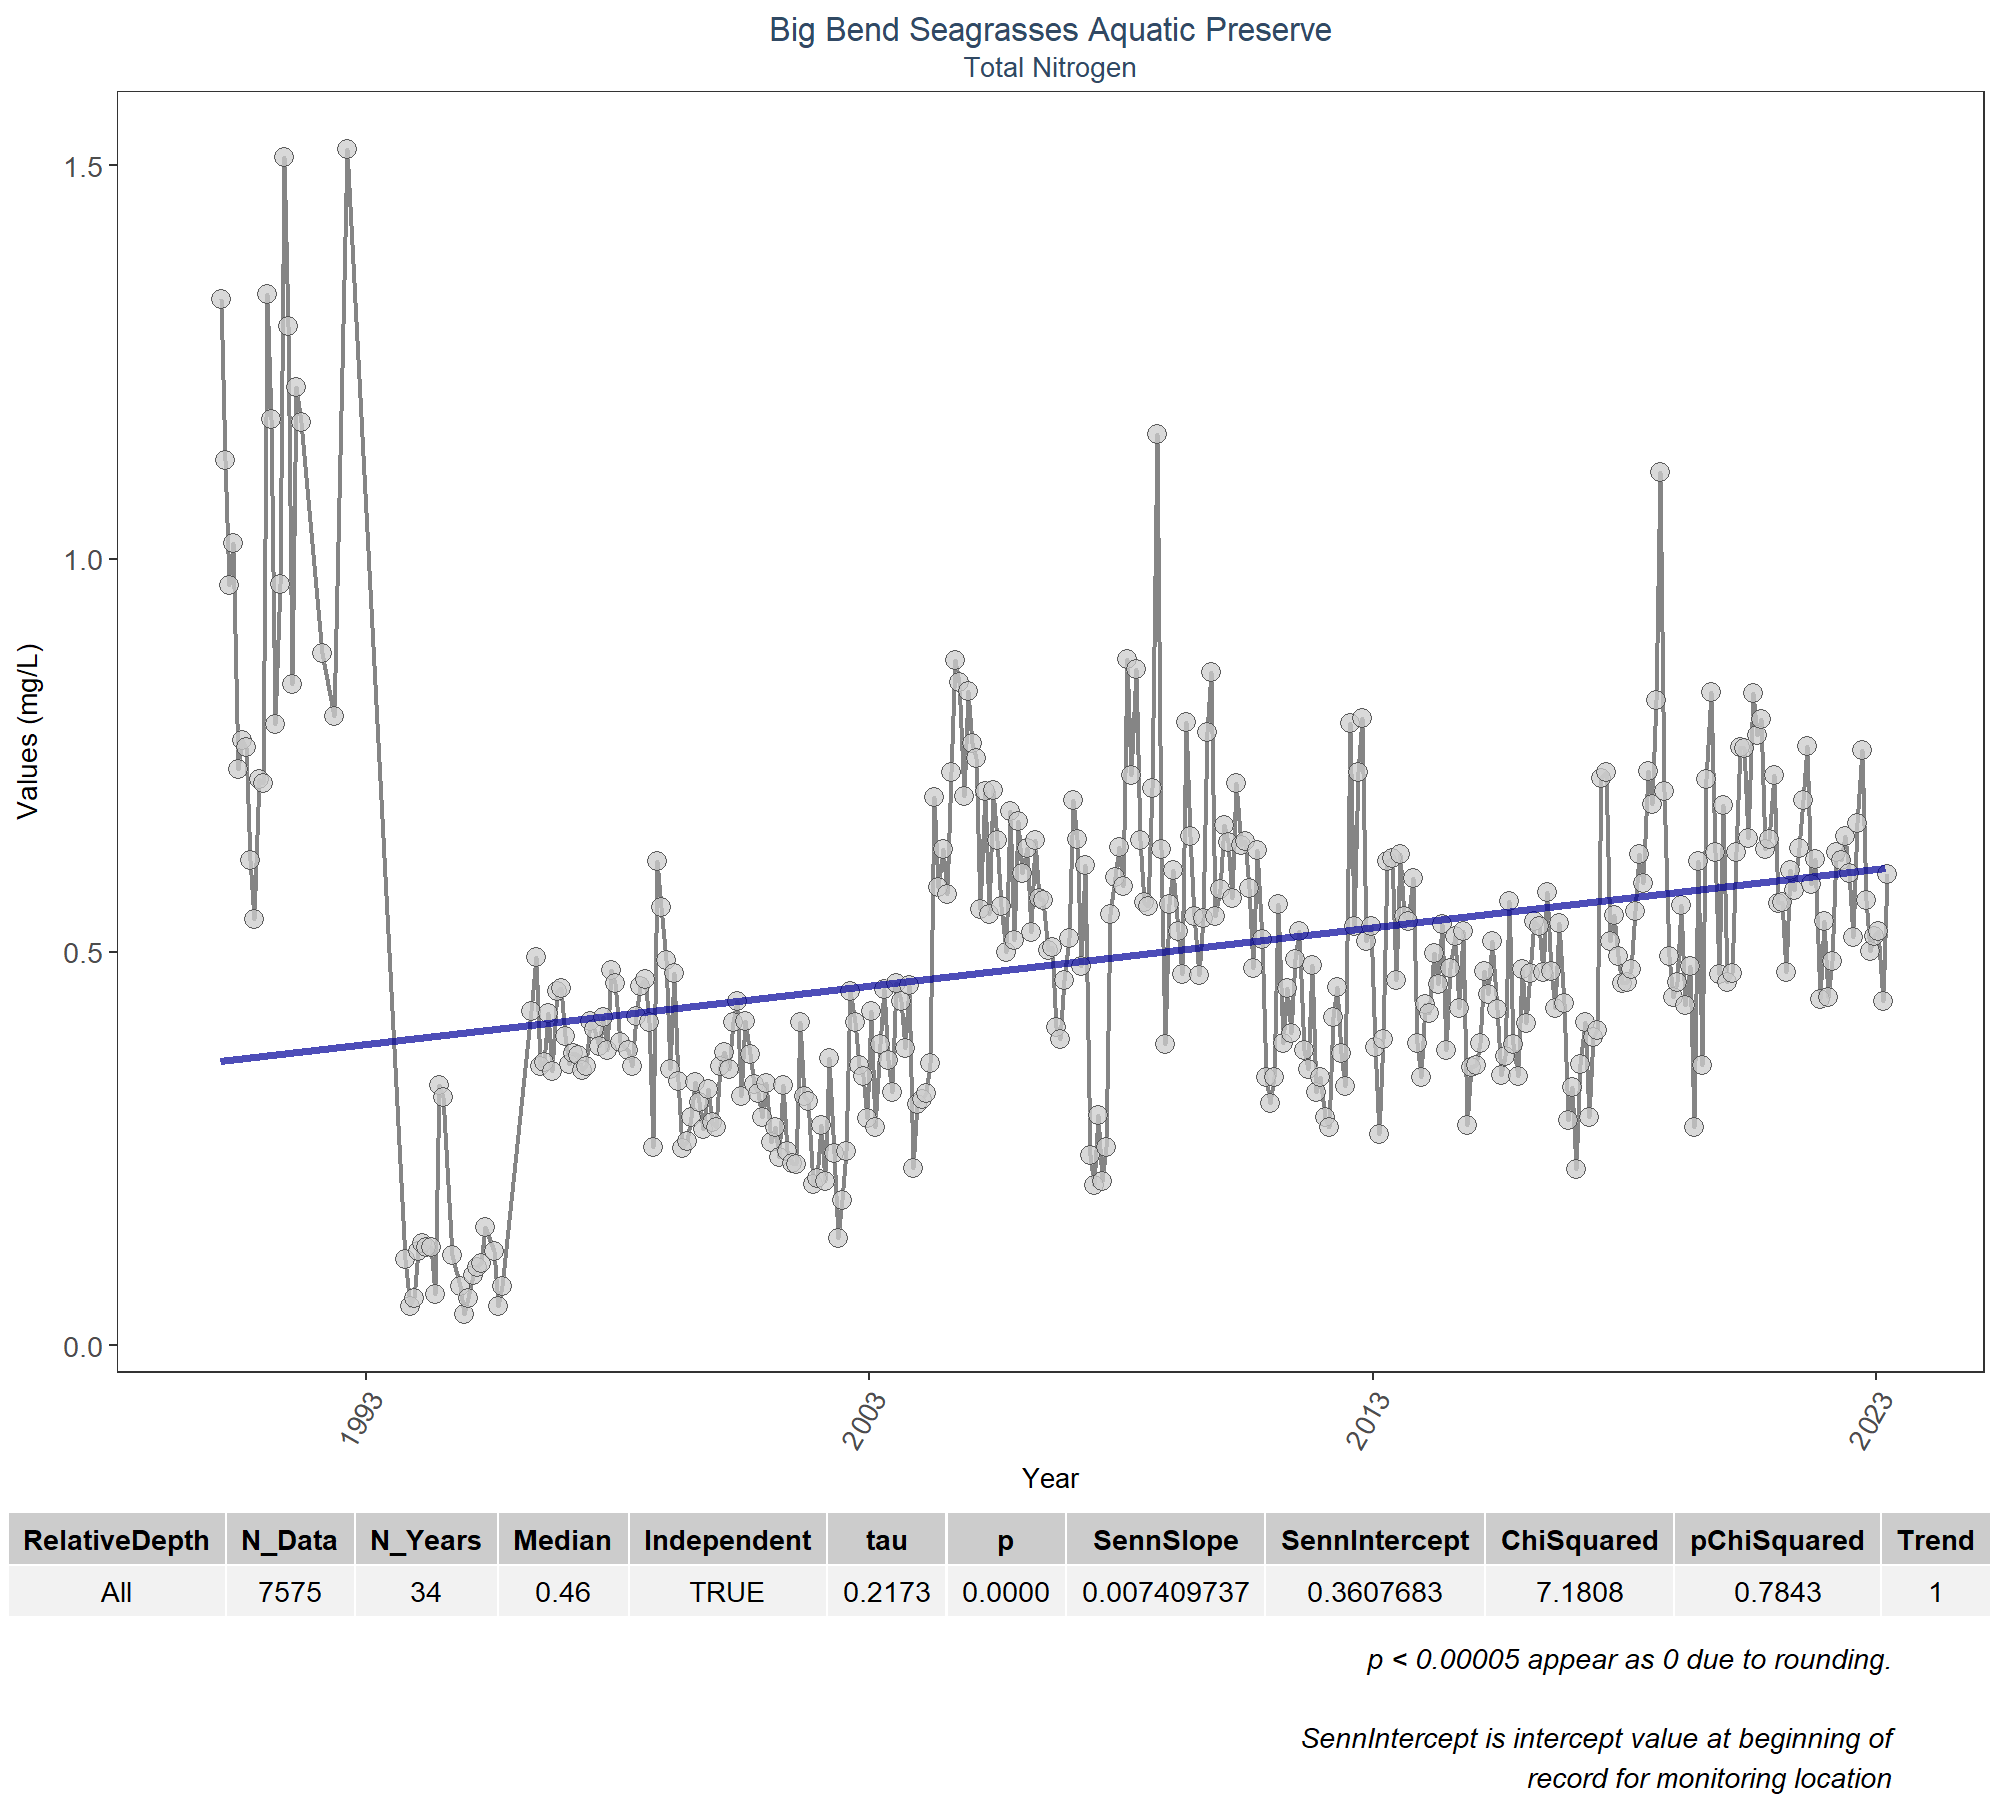 Big Bend Seagrasses Aquatic Preserve
Total Nitrogen
Values (mg/L)
1.5
1.0
0.5
0.0
1993
2003
2013
2023
Year
RelativeDepth N_Data N_Years Median Independent tau p SennSlope SennIntercept ChiSquared pChiSquared Trend
All 7575 34 0.46 TRUE 0.2173 0.0000 0.007409737 0.3607683 7.1808 0.7843 1
p < 0.00005 appear as 0 due to rounding.
SennIntercept is intercept value at beginning of
record for monitoring location